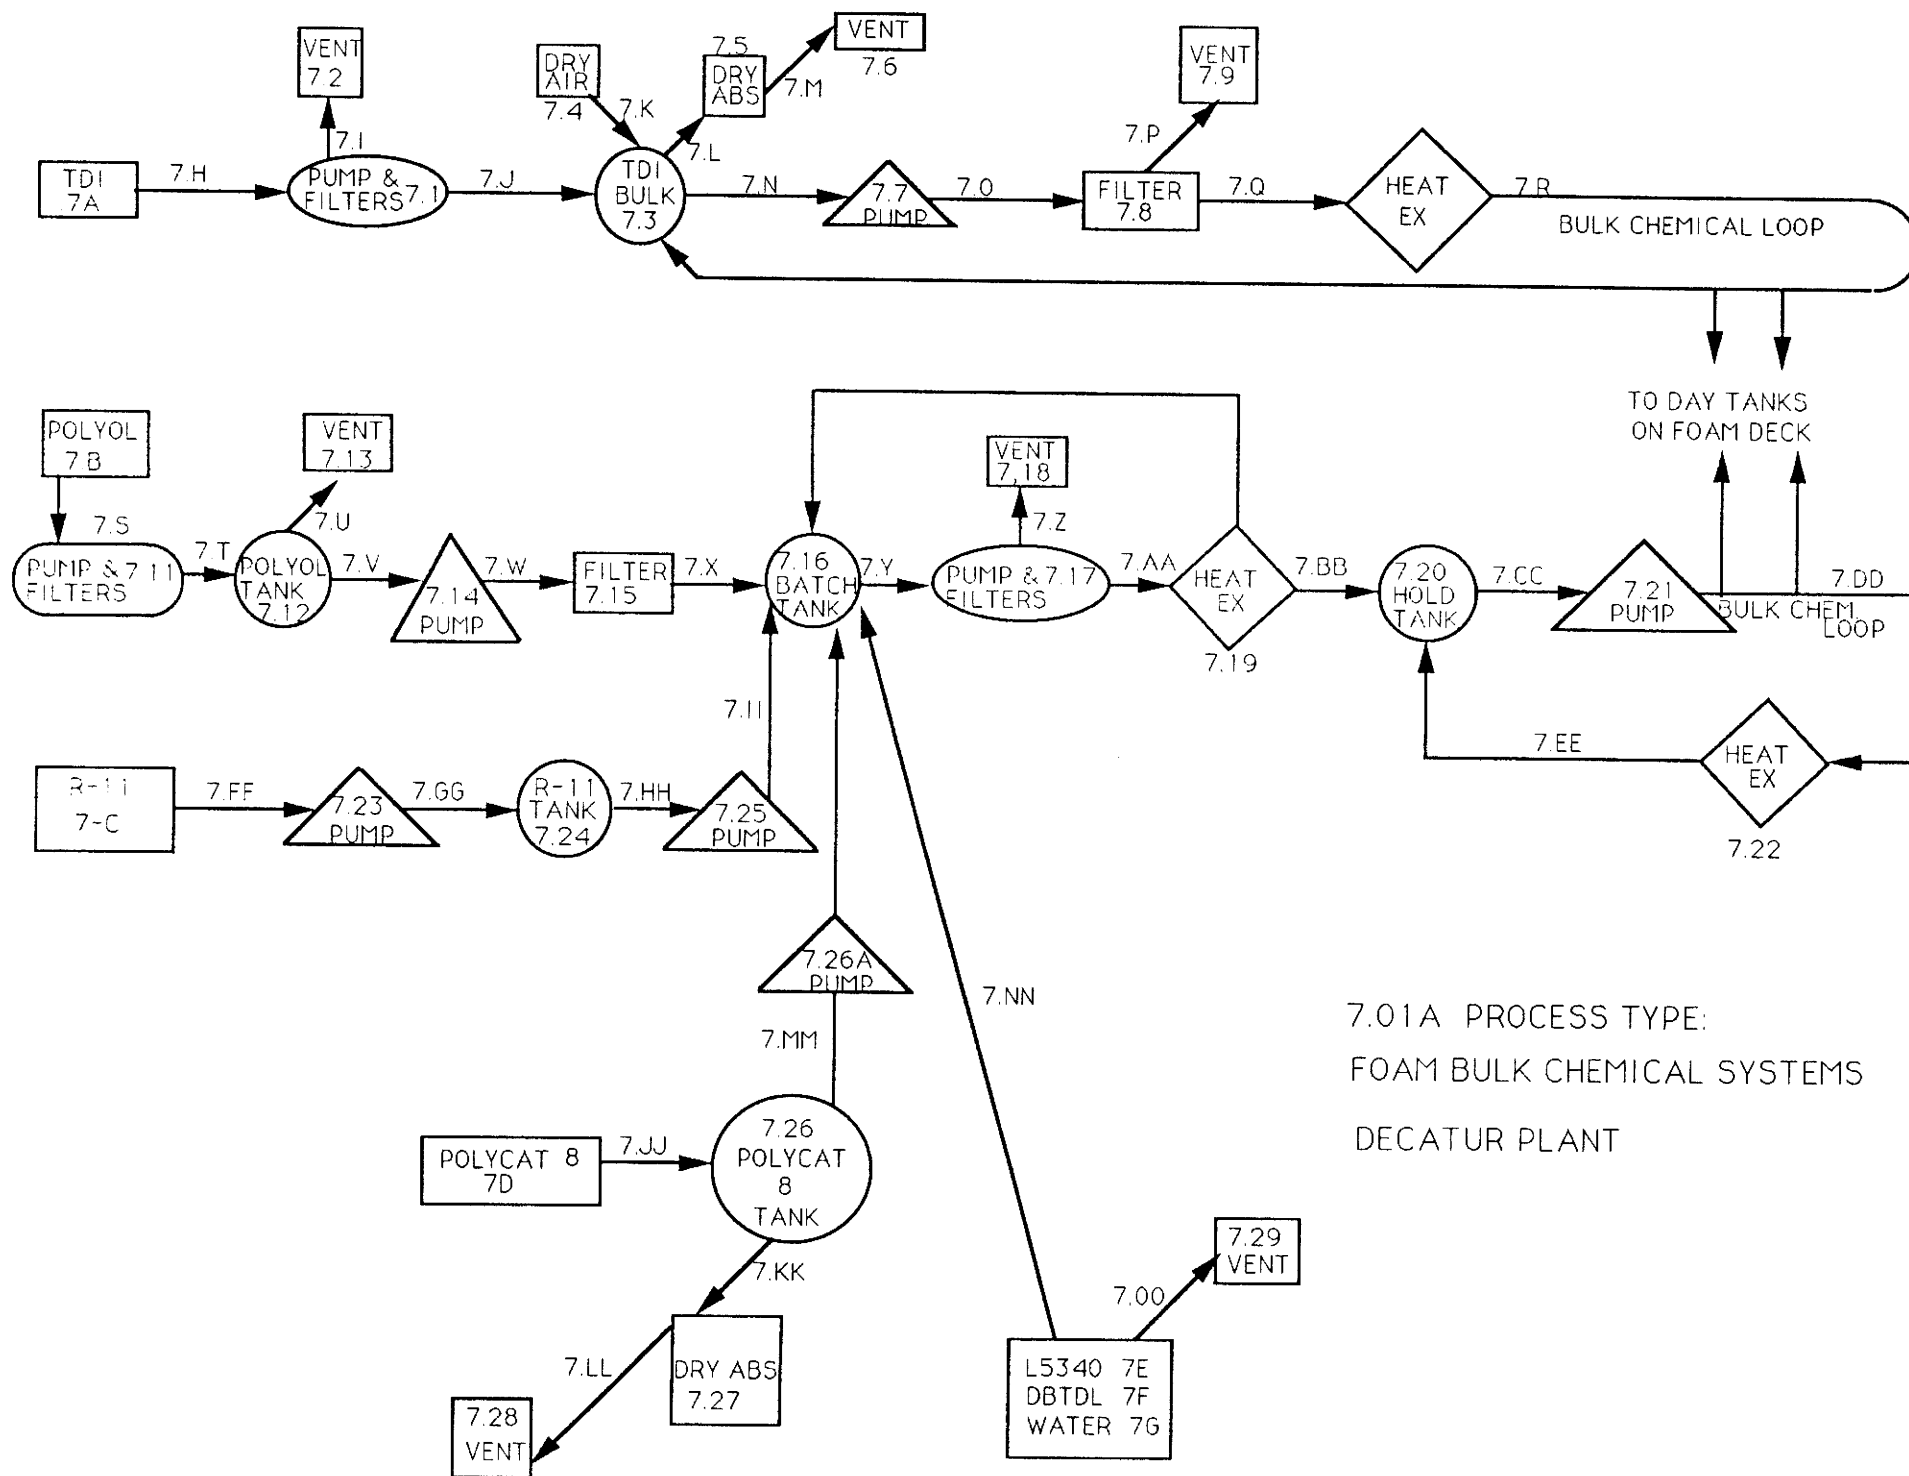 VENT
7.2
7.I
TDI
7A
7.H
PUMP &
FILTERS 7.1
7.J
DRY
AIR
7.4
7.K
7.5
DRY
ABS
7.L
7.M
VENT
7.6
TDI
BULK
7.3
7.N
7.7
PUMP
7.O
VENT
7.9
7.P
FILTER
7.8
7.Q
HEAT
EX
7.R
BULK CHEMICAL LOOP
TO DAY TANKS
ON FOAM DECK
POLYOL
7B
7.S
PUMP & 7.11
FILTERS
7.T
VENT
7.13
7.U
POLYOL
TANK
7.12
7.V
7.14
PUMP
7.W
FILTER
7.15
7.X
7.16
BATCH
TANK
7.Y
VENT
7,18
7.Z
PUMP & 7.17
FILTERS
7.AA
HEAT
EX
7.19
7.BB
7.20
HOLD
TANK
7.CC
7.21
PUMP
7.DD
BULK CHEM.
LOOP
7.EE
HEAT
EX
7.22
R-11
7-C
7.FF
7.23
PUMP
7.GG
R-11
TANK
7.24
7.HH
7.25
PUMP
7.II
7.26A
PUMP
7.MM
7.NN
POLYCAT 8
7D
7.JJ
7.26
POLYCAT
8
TANK
7.KK
DRY ABS
7.27
7.LL
7.28
VENT
7.29
VENT
7.OO
L5340 7E
DBTDL 7F
WATER 7G
7.01A PROCESS TYPE:
FOAM BULK CHEMICAL SYSTEMS
DECATUR PLANT